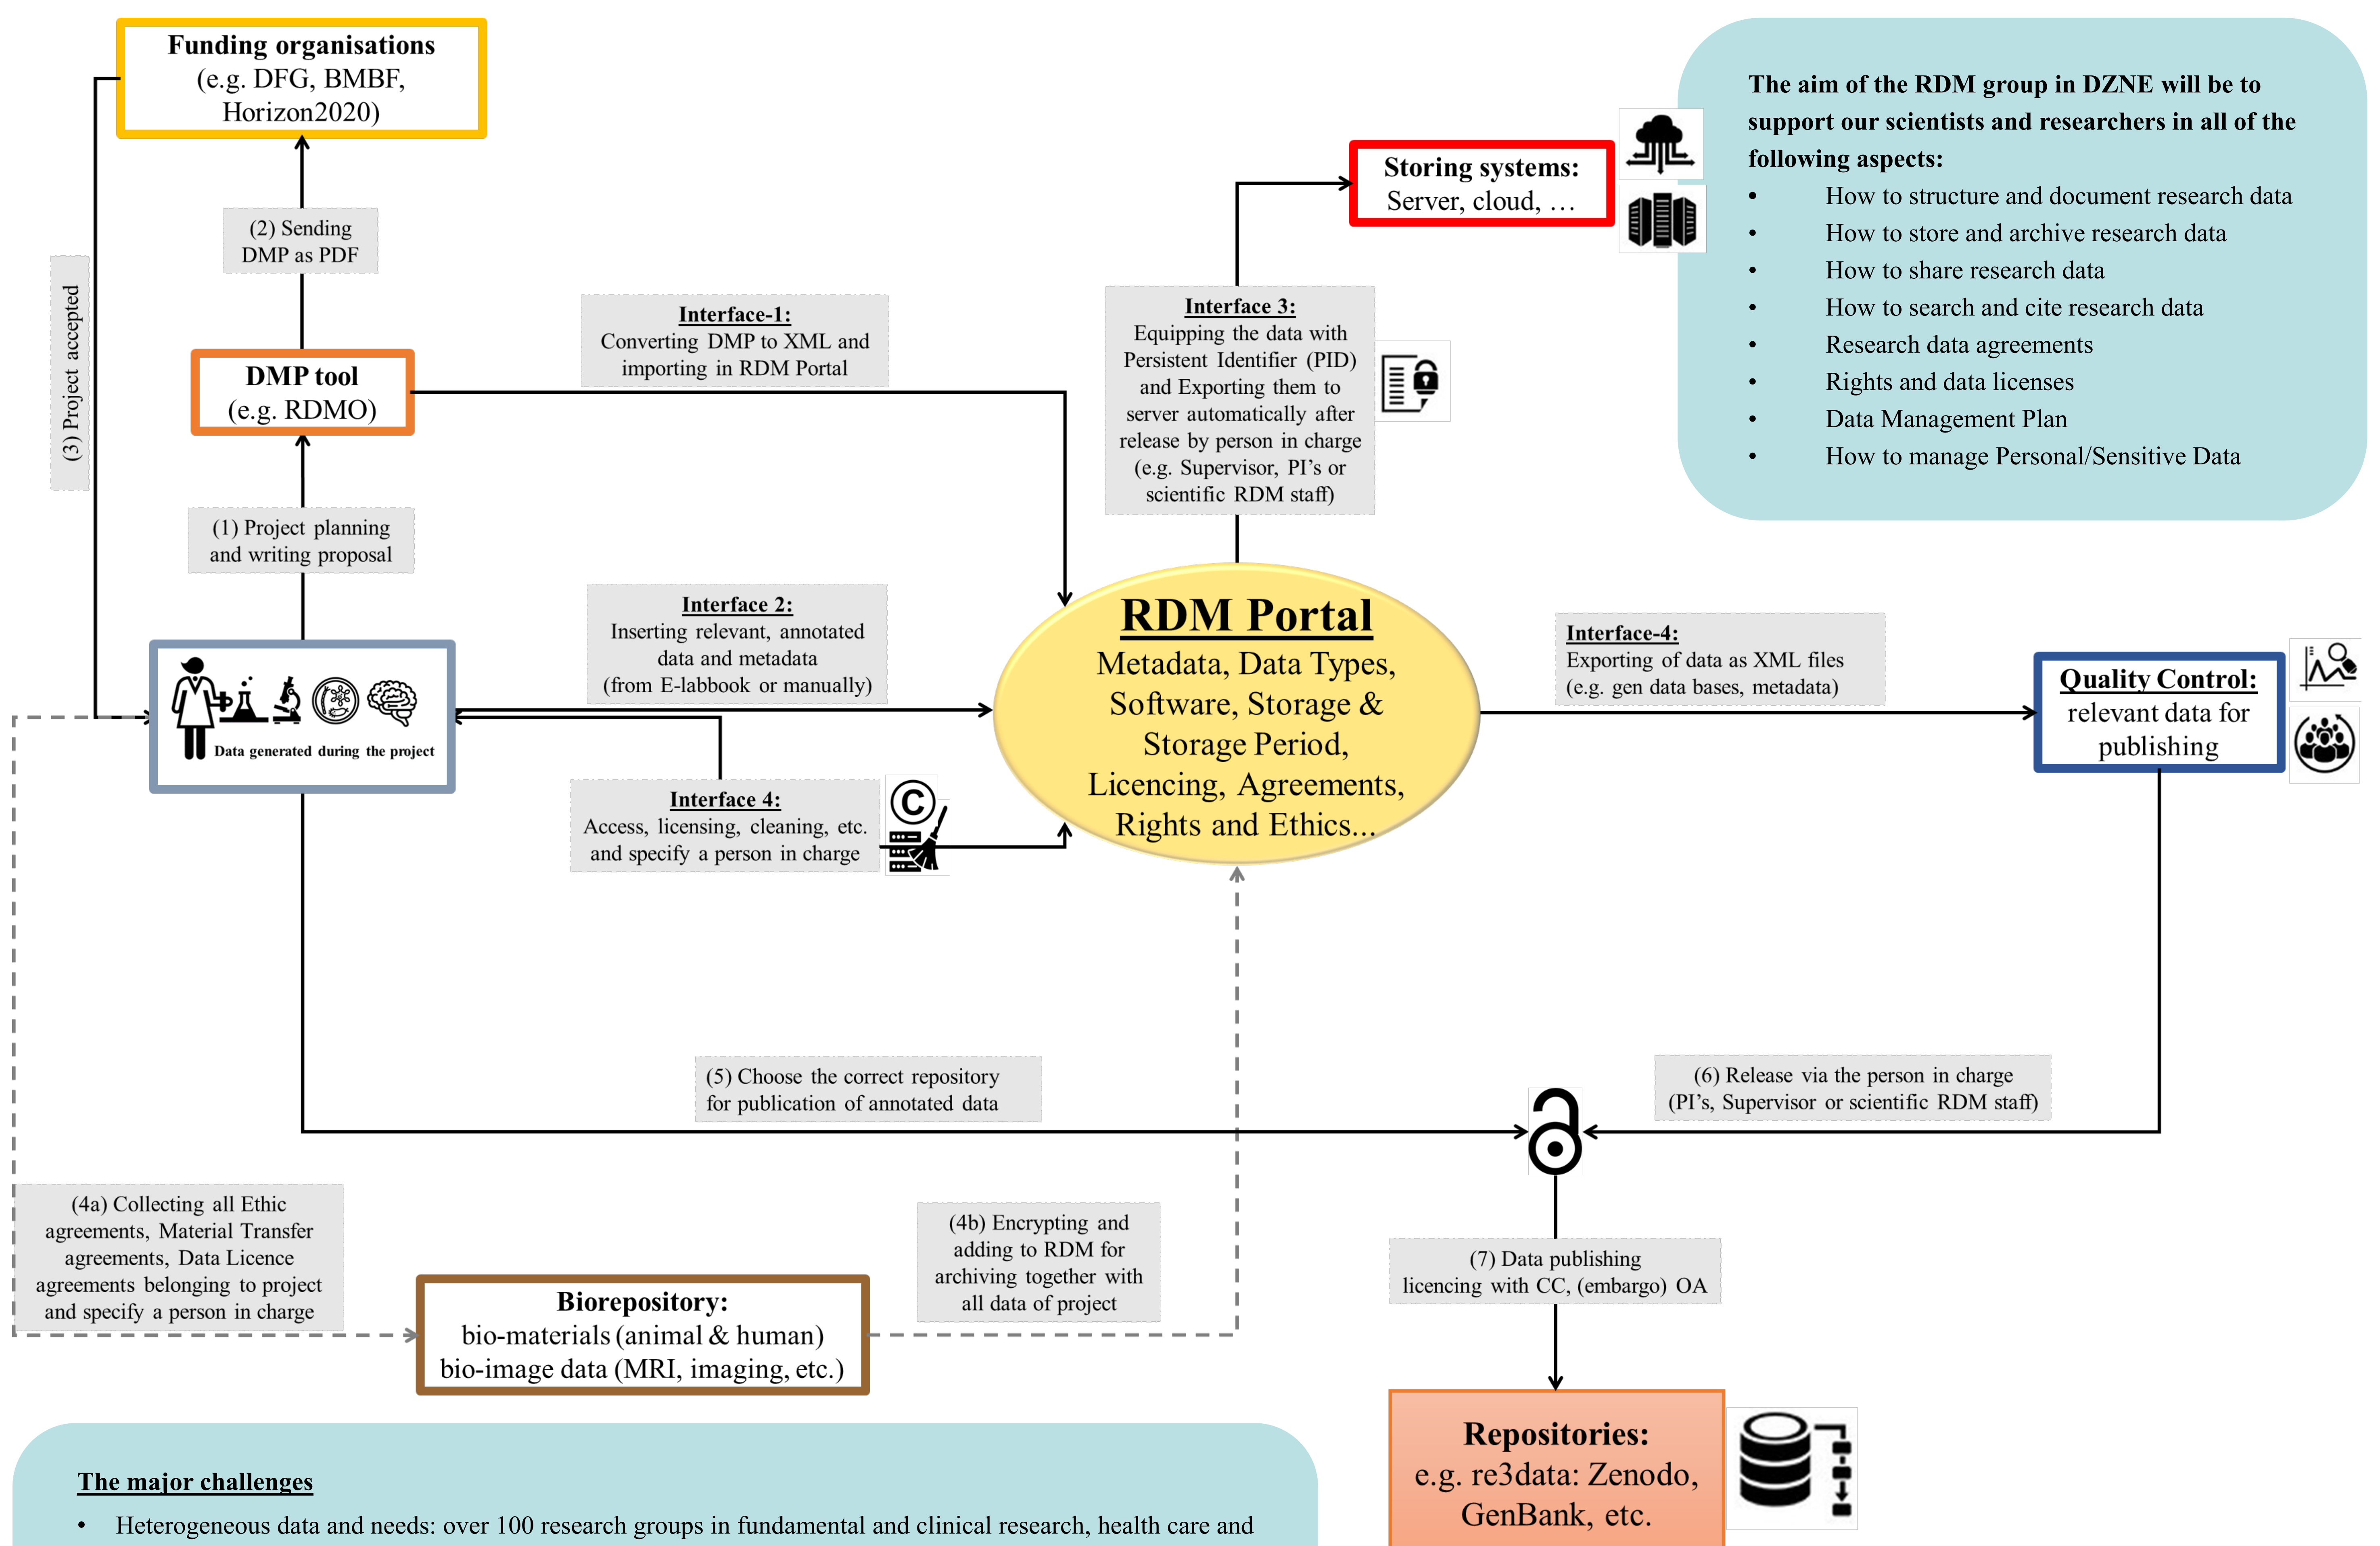 Funding organisations
(e.g. DFG, BMBF,
Horizon2020)
The aim of the RDM group in DZNE will be to
support our scientists and researchers in all of the
following aspects:
• How to structure and document research data
• How to store and archive research data
• How to share research data
• How to search and cite research data
• Research data agreements
• Rights and data licenses
• Data Management Plan
• How to manage Personal/Sensitive Data
Storing systems:
Server, cloud, …
(2) Sending
DMP as PDF
(3) Project accepted
Interface-1:
Converting DMP to XML and
importing in RDM Portal
Interface 3:
Equipping the data with
Persistent Identifier (PID)
and Exporting them to
server automatically after
release by person in charge
(e.g. Supervisor, PI's or
scientific RDM staff)
DMP tool
(e.g. RDMO)
(1) Project planning
and writing proposal
Interface 2:
Inserting relevant, annotated
data and metadata
(from E-labbook or manually)
RDM Portal
Metadata, Data Types,
Software, Storage &
Storage Period,
Licencing, Agreements,
Rights and Ethics...
Interface-4:
Exporting of data as XML files
(e.g. gen data bases, metadata)
Quality Control:
relevant data for
publishing
Data generated during the project
Interface 4:
Access, licensing, cleaning, etc.
and specify a person in charge
C
(5) Choose the correct repository
for publication of annotated data
(6) Release via the person in charge
(PI's, Supervisor or scientific RDM staff)
(4a) Collecting all Ethic
agreements, Material Transfer
agreements, Data Licence
agreements belonging to project
and specify a person in charge
(4b) Encrypting and
adding to RDM for
archiving together with
all data of project
(7) Data publishing
licencing with CC, (embargo) OA
Biorepository:
bio-materials (animal & human)
bio-image data (MRI, imaging, etc.)
Repositories:
e.g. re3data: Zenodo,
GenBank, etc.
The major challenges
• Heterogeneous data and needs: over 100 research groups in fundamental and clinical research, health care and